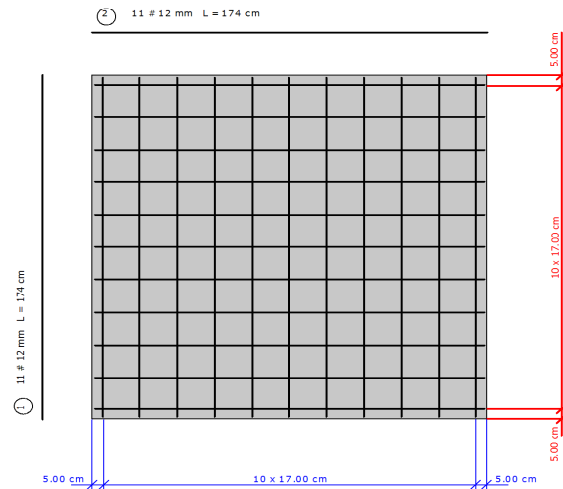 2 11 # 12 mm L = 174 cm
5.00 cm
10 x 17.00 cm
1 11 # 12 mm L = 174 cm
5.00 cm
5.00 cm 10 x 17.00 cm 5.00 cm